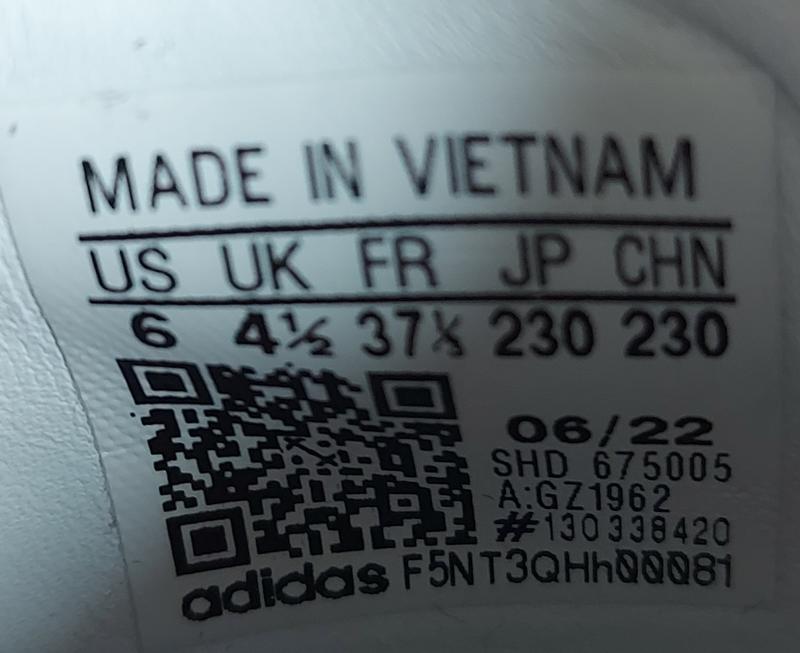 MADE IN VIETNAM
US UK FR JP CHN
6 4½ 37⅓ 230 230
06/22
SHD 675005
A:GZ1962
#130338420
adidas F5NT3QHh00081